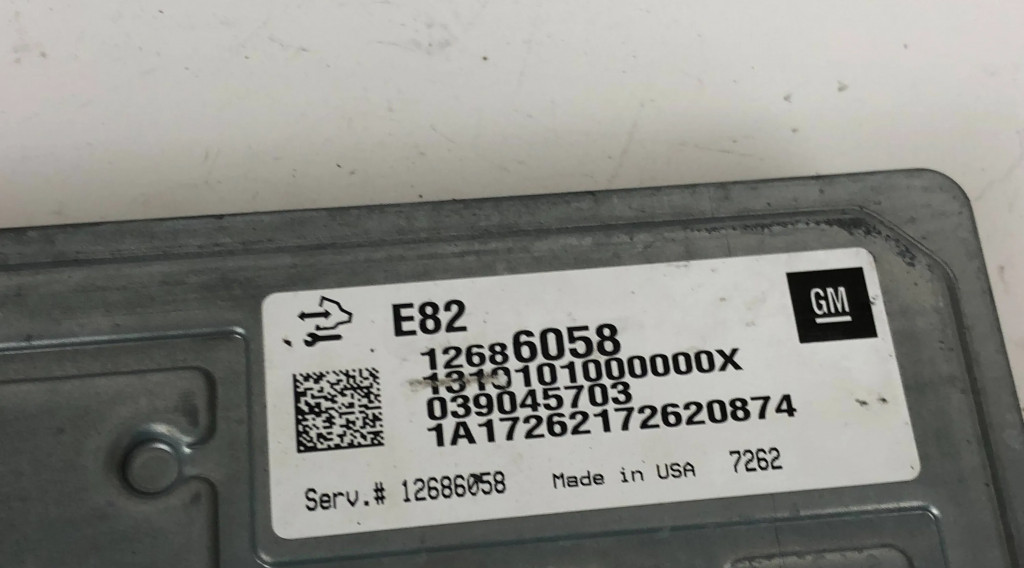 E82
GM
12686058
1310101000000X
039045703
1A17262172620874
Serv.# 12686058 Made in USA 7262